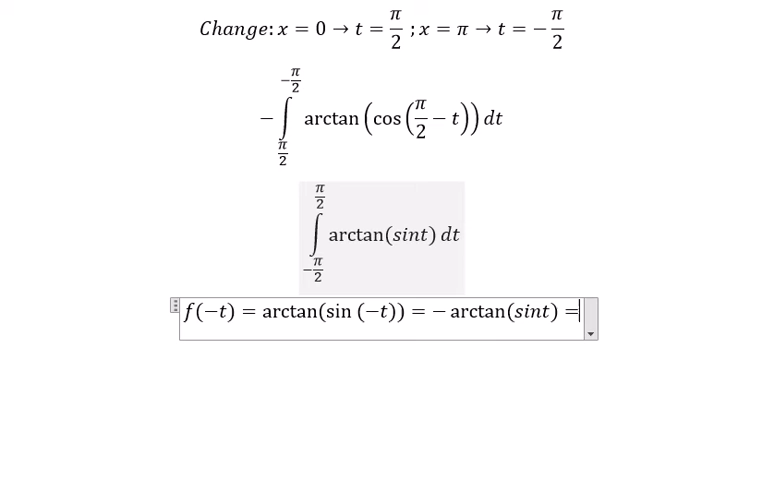 Change: x = 0 → t = π/2 ; x = π → t = −π/2
−∫_{π/2}^{−π/2} arctan(cos(π/2 − t)) dt
∫_{−π/2}^{π/2} arctan(sint) dt
f(−t) = arctan(sin (−t)) = − arctan(sint) =